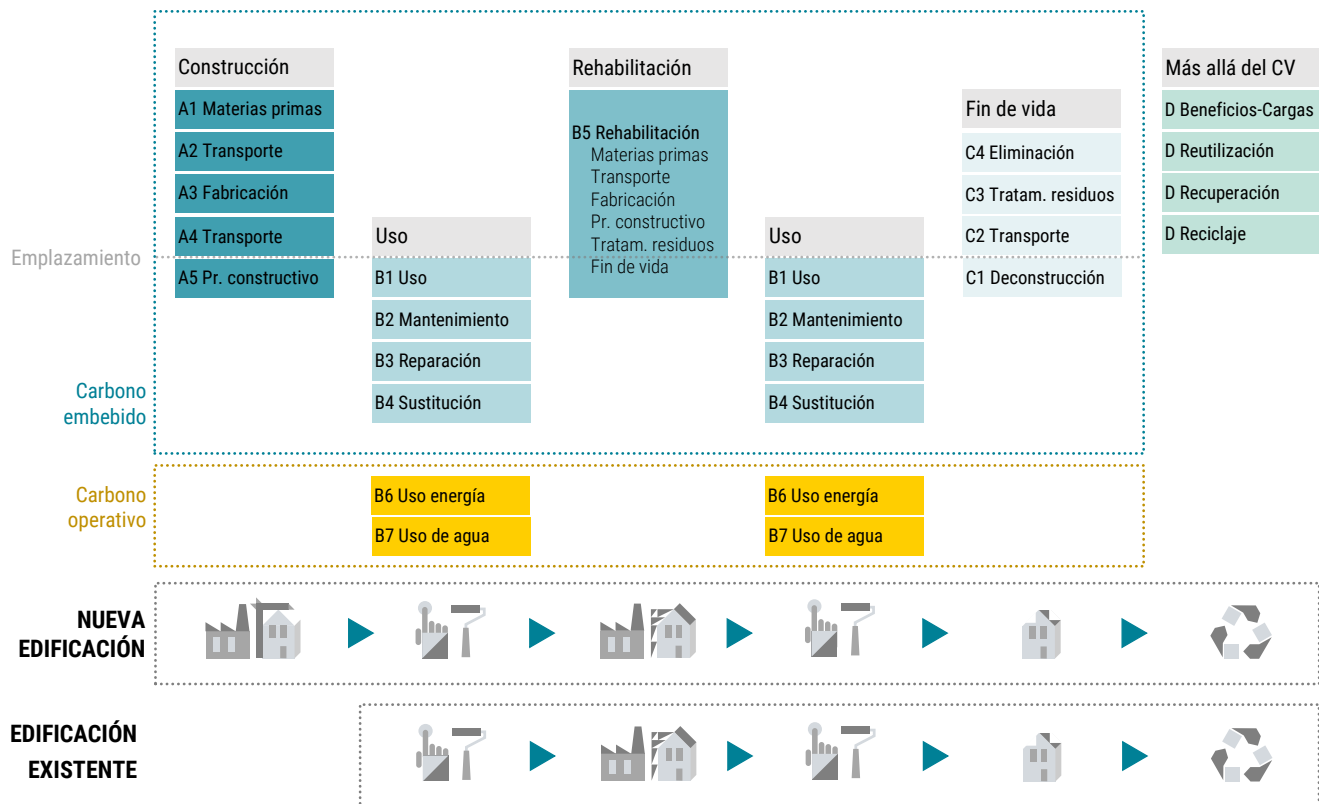 Construcción
A1 Materias primas
A2 Transporte
A3 Fabricación
A4 Transporte
A5 Pr. constructivo
Emplazamiento
Uso
B1 Uso
B2 Mantenimiento
B3 Reparación
B4 Sustitución
Rehabilitación
B5 Rehabilitación
Materias primas
Transporte
Fabricación
Pr. constructivo
Tratam. residuos
Fin de vida
Uso
B1 Uso
B2 Mantenimiento
B3 Reparación
B4 Sustitución
Fin de vida
C4 Eliminación
C3 Tratam. residuos
C2 Transporte
C1 Deconstrucción
Más allá del CV
D Beneficios-Cargas
D Reutilización
D Recuperación
D Reciclaje
Carbono
embebido
Carbono
operativo
B6 Uso energía
B7 Uso de agua
B6 Uso energía
B7 Uso de agua
NUEVA
EDIFICACIÓN
EDIFICACIÓN
EXISTENTE